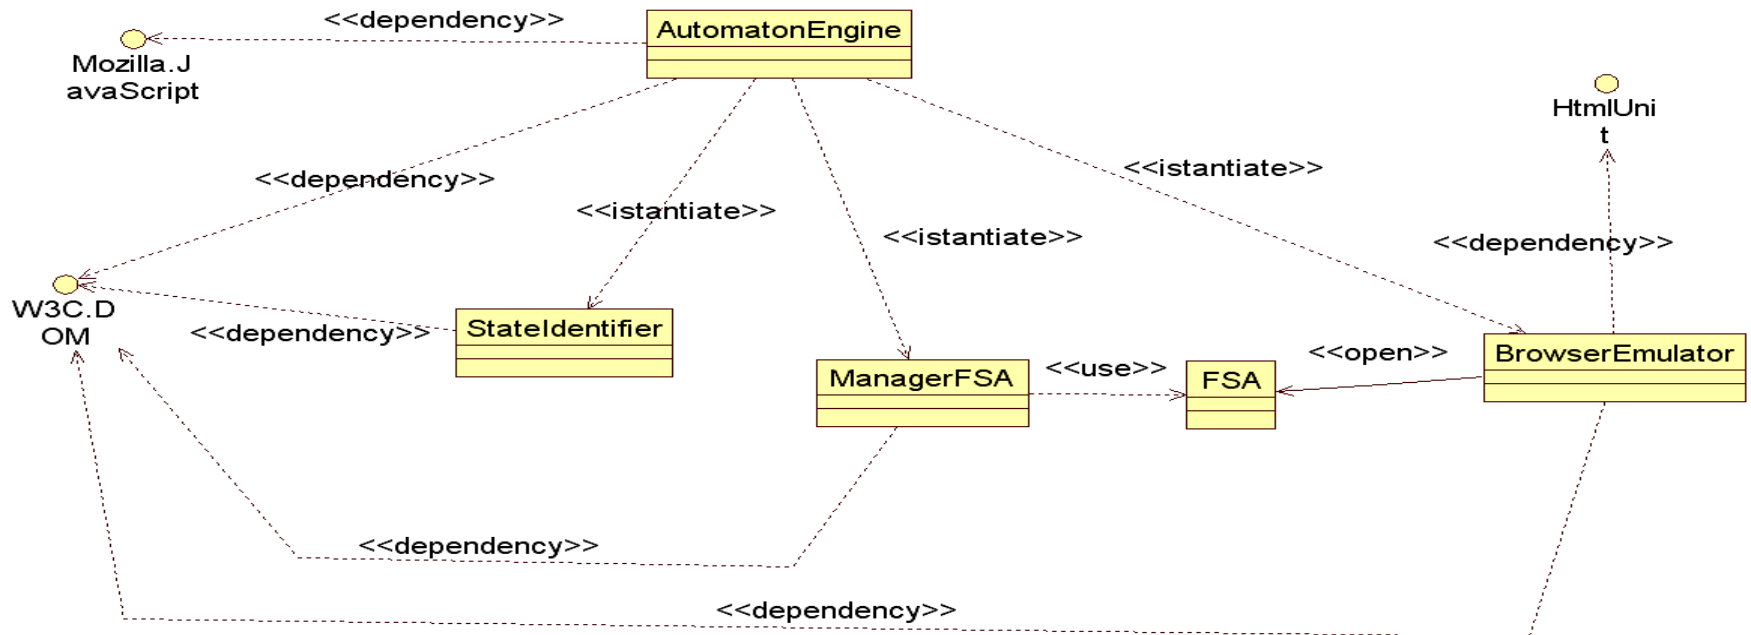 <<dependency>>
AutomatonEngine
Mozilla.J
avaScript
HtmlUni
t
<<dependency>>
<<istantiate>>
<<istantiate>>
<<istantiate>>
<<dependency>>
W3C.D
OM
<<dependency>>
StateIdentifier
ManagerFSA
<<use>>
FSA
<<open>>
BrowserEmulator
<<dependency>>
<<dependency>>